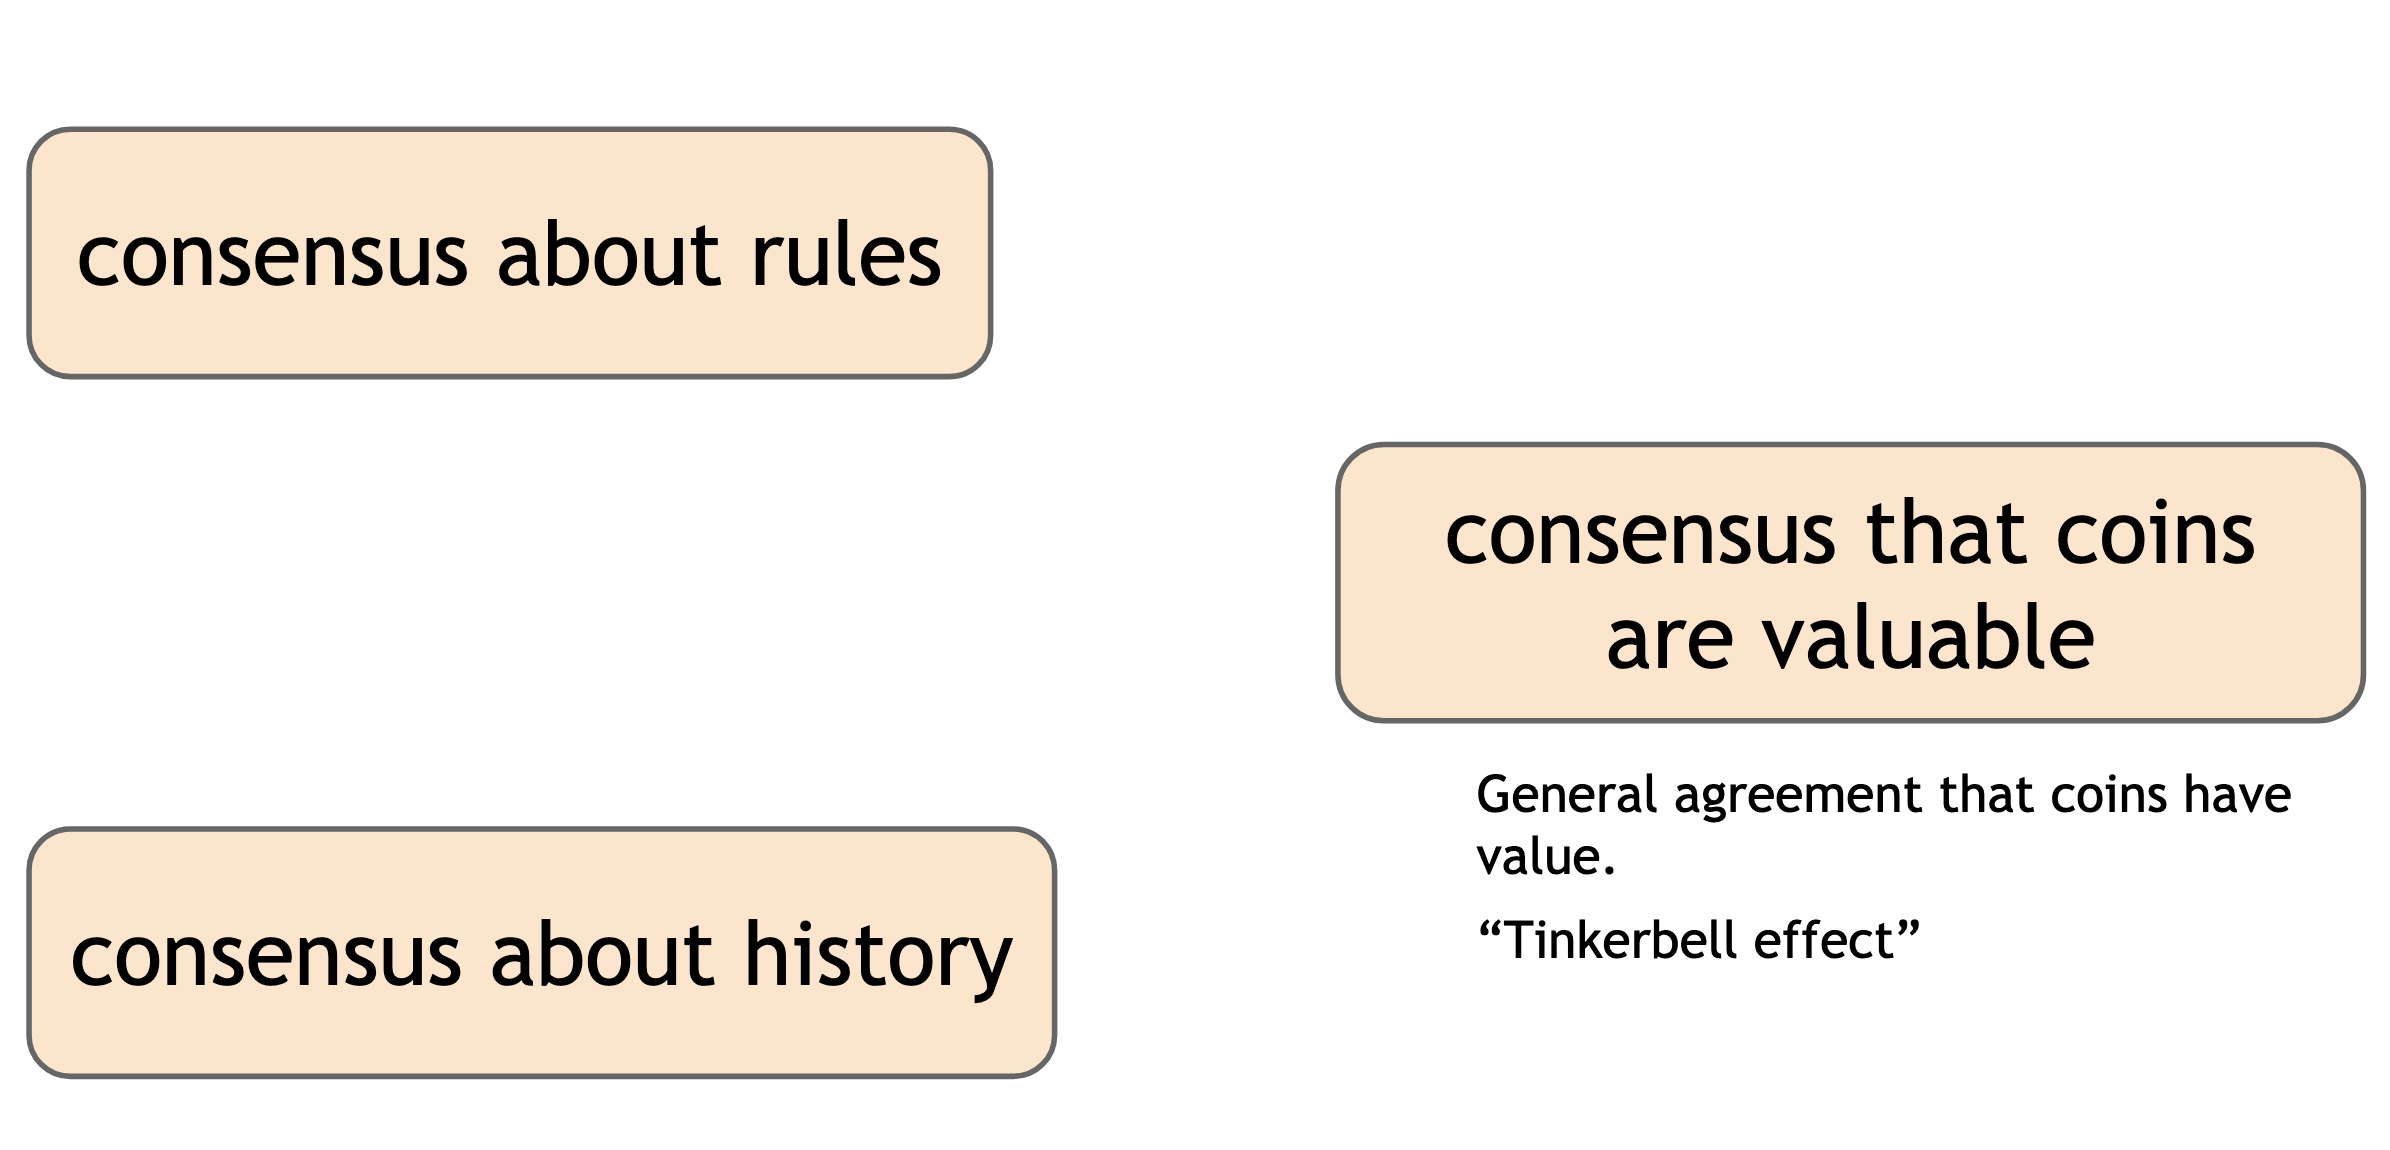 consensus about rules
consensus that coins
are valuable
General agreement that coins have
value.
“Tinkerbell effect”
consensus about history